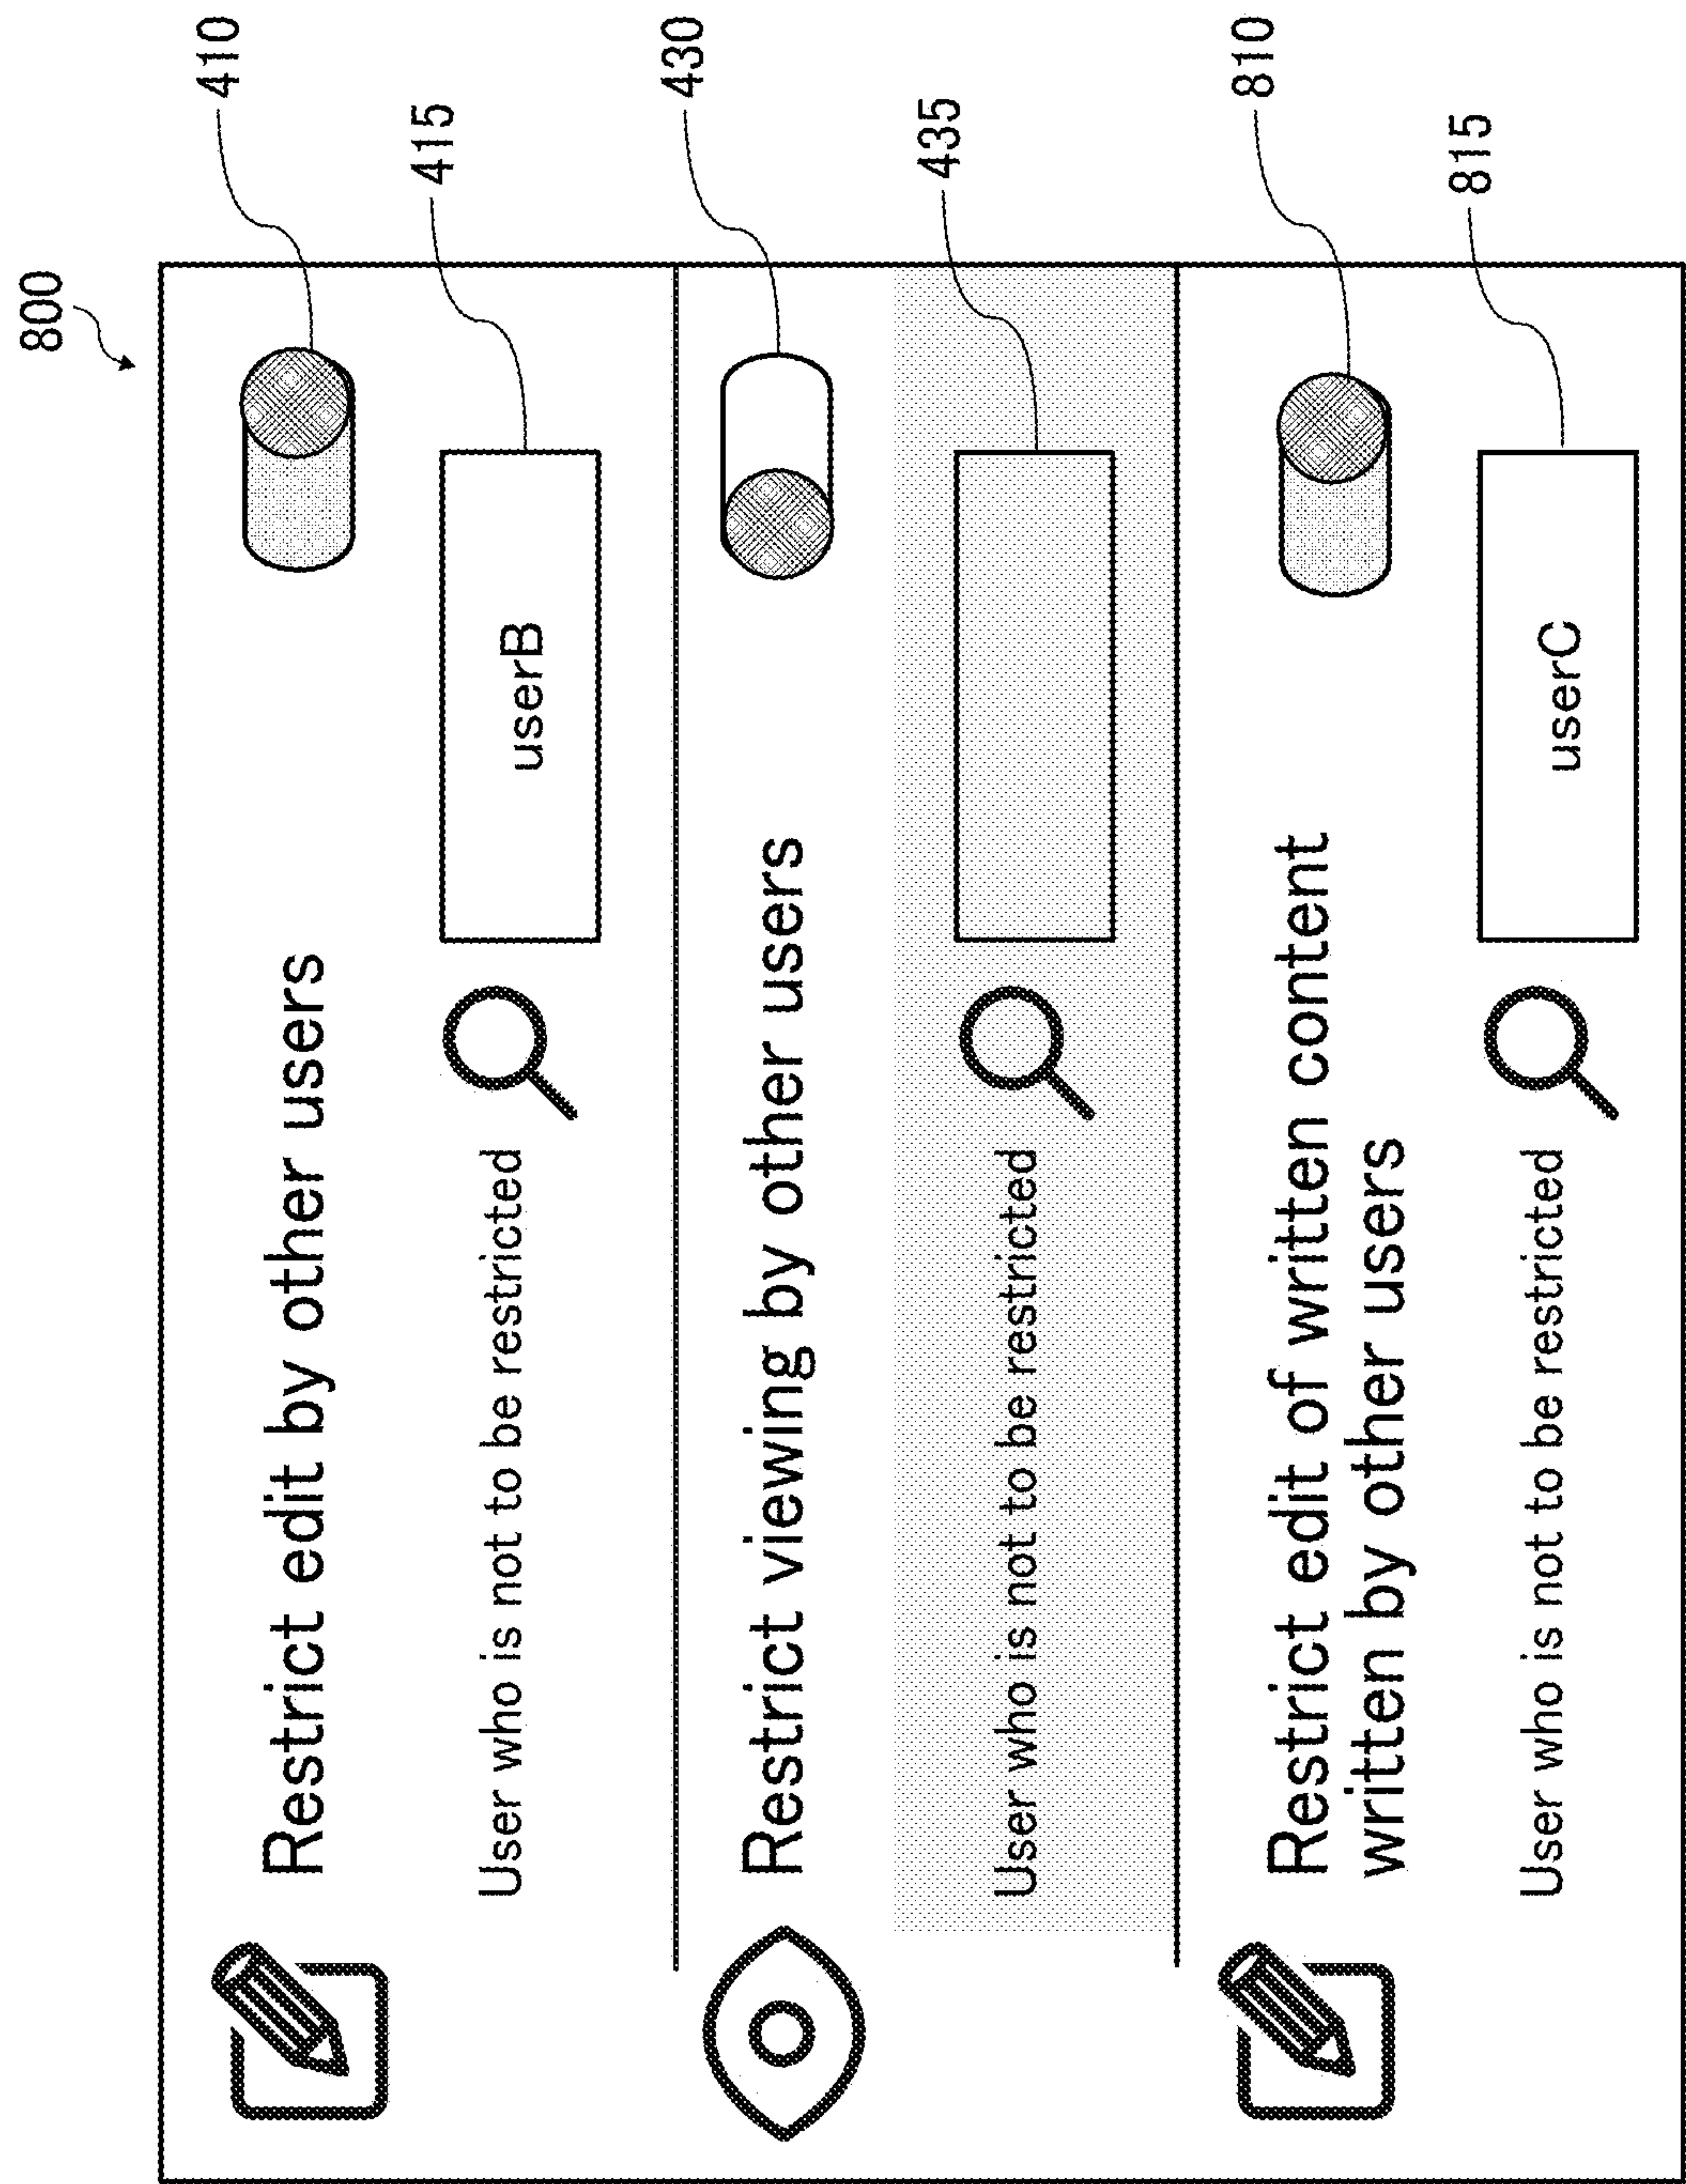 800
Restrict edit by other users
410
User who is not to be restricted
userB
415
Restrict viewing by other users
430
User who is not to be restricted
435
Restrict edit of written content
written by other users
810
User who is not to be restricted
userC
815